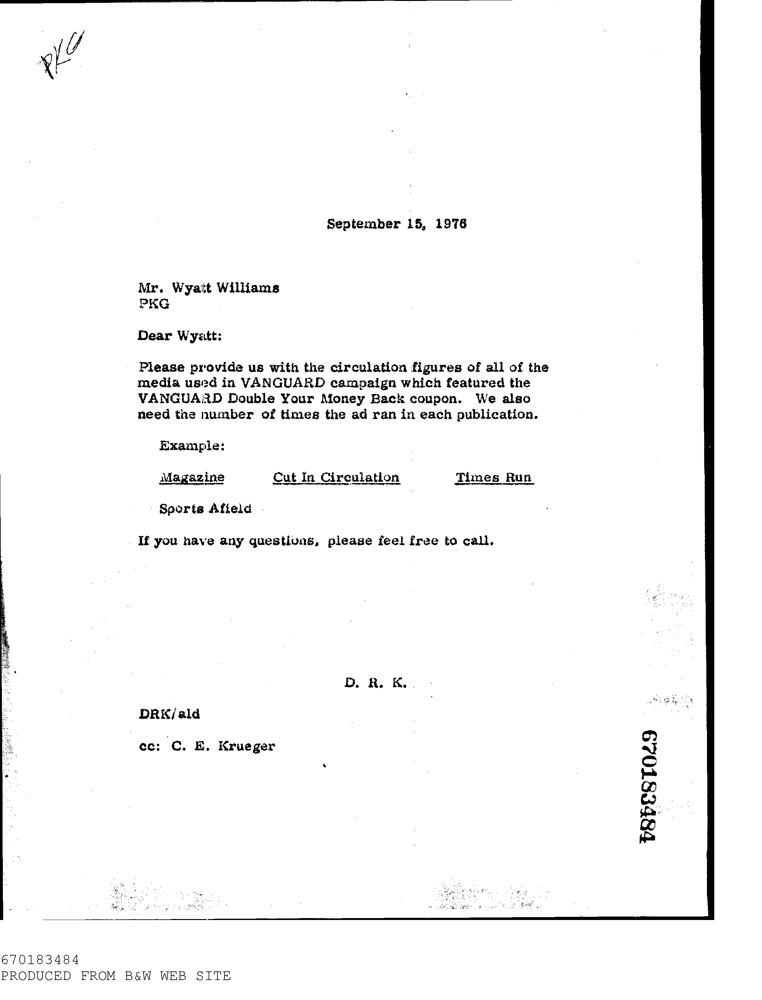 PKG
September 15, 1976
Mr. Wyatt Williams
PKG
Dear Wyatt:
Please provide us with the circulation figures of all of the
media used in VANGUARD campaign which featured the
VANGUARD Double Your Money Back coupon. We also
need the number of times the ad ran in each publication.
Example:
Magazine Cut In Circulation Times Run
Sports Afield
If you have any questions, please feel free to call.
D. R. K.
DRK/ald
cc: C. E. Krueger
670183484
670183484
PRODUCED FROM B&W WEB SITE